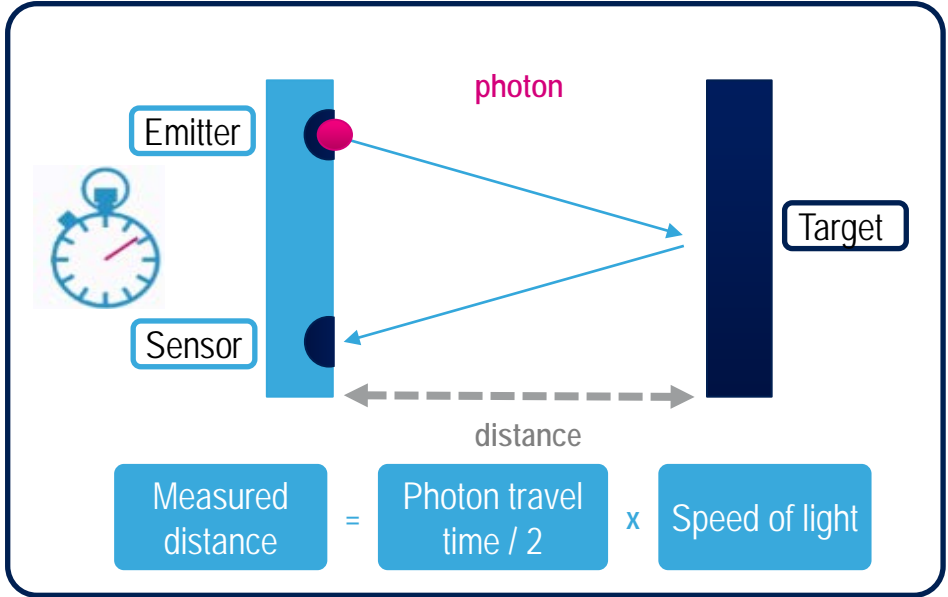 photon
Emitter
Target
Sensor
distance
Measured
distance
=
Photon travel
time / 2
x
Speed of light